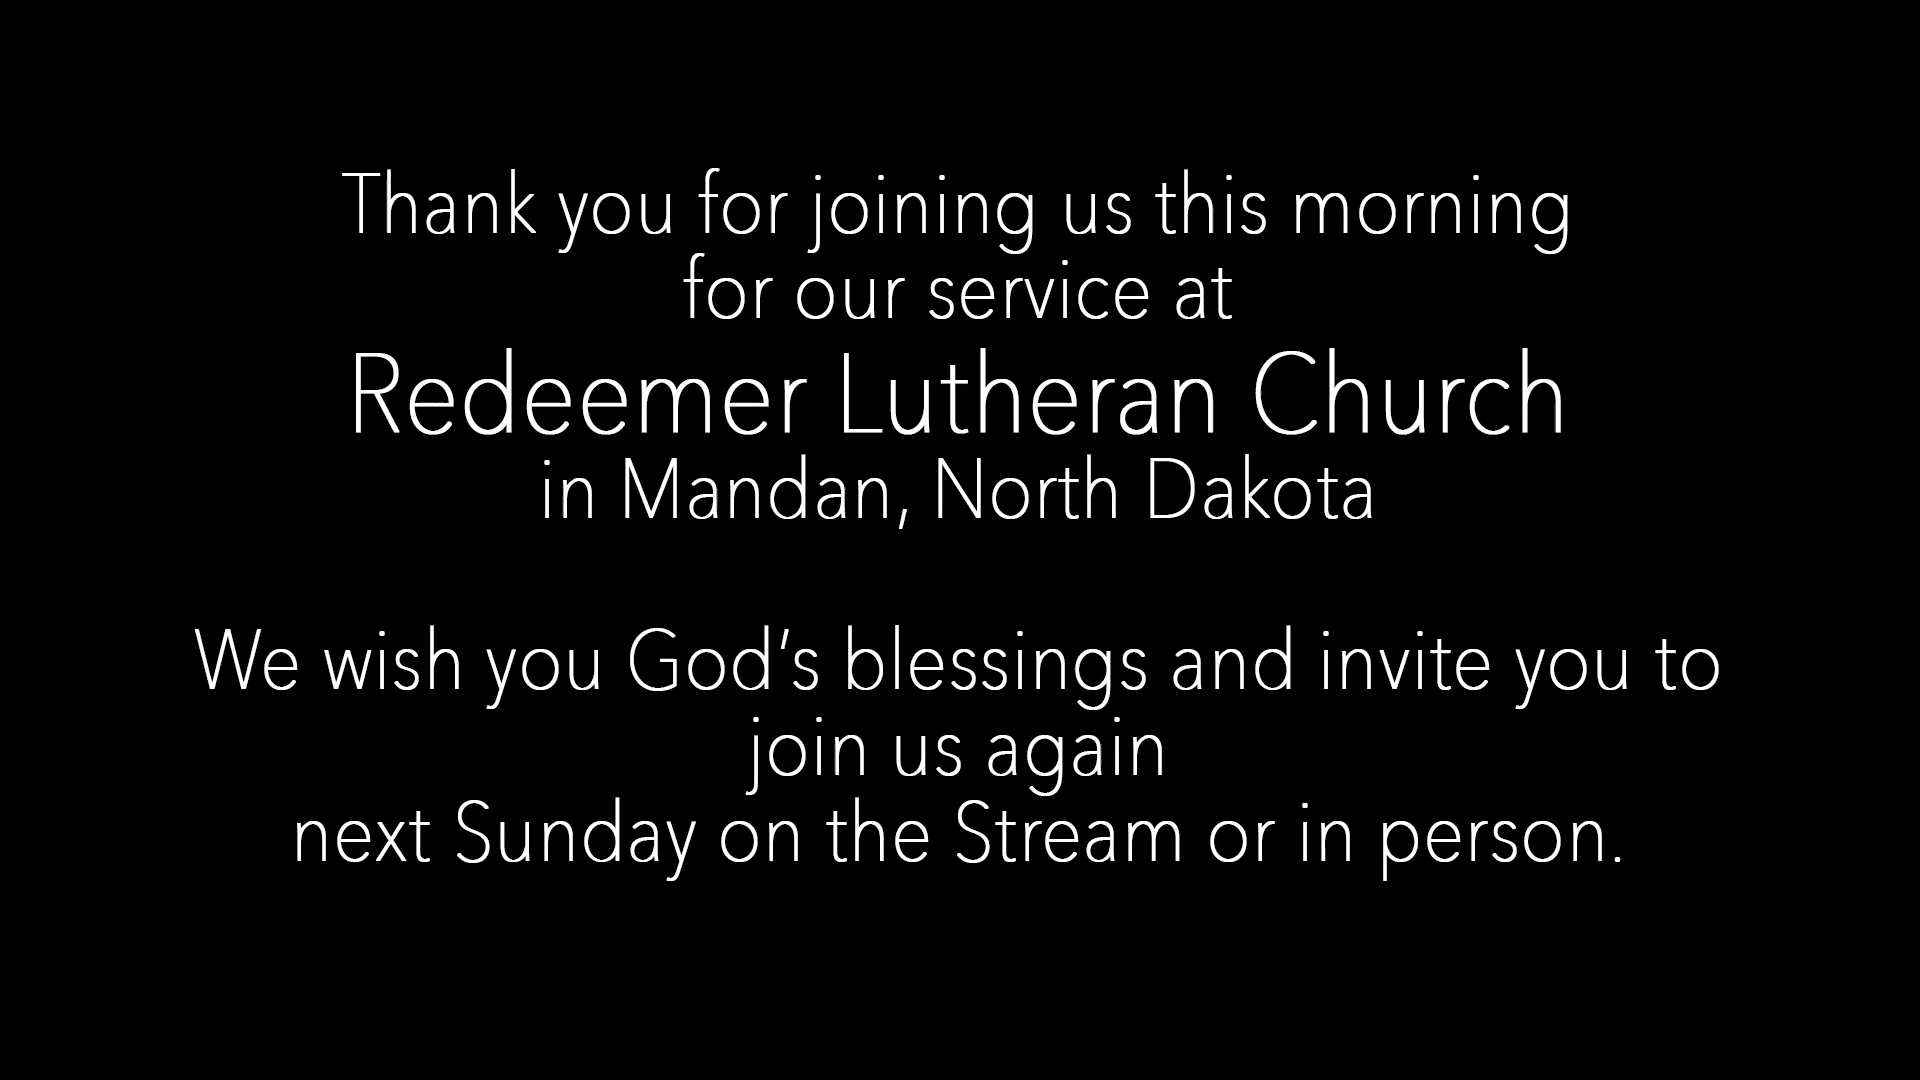 Thank you for joining us this morning
for our service at
Redeemer Lutheran Church
in Mandan, North Dakota
We wish you God’s blessings and invite you to
join us again
next Sunday on the Stream or in person.